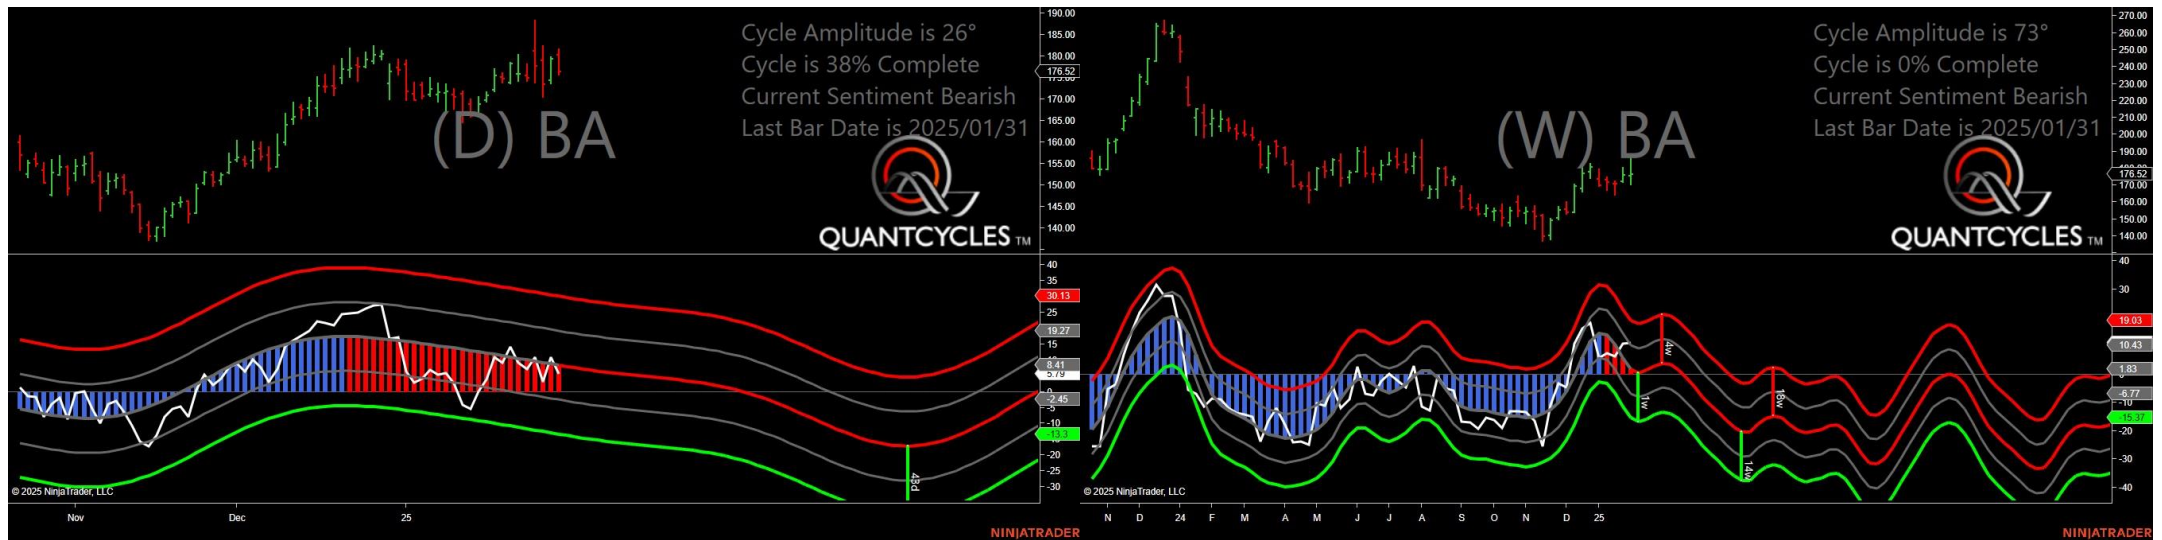 Cycle Amplitude is 26°
Cycle is 38% Complete
Current Sentiment Bearish
Last Bar Date is 2025/01/31
(D) BA
QUANTCYCLES TM
190.00
185.00
180.00
176.52
170.00
165.00
160.00
155.00
150.00
145.00
140.00
40
35
30.13
25
19.27
15
8.41
5.79
0
-2.45
-5
-13.3
-20
-25
-30
43d
© 2025 NinjaTrader, LLC
Nov Dec 25
NINJATRADER
Cycle Amplitude is 73°
Cycle is 0% Complete
Current Sentiment Bearish
Last Bar Date is 2025/01/31
(W) BA
QUANTCYCLES TM
270.00
260.00
250.00
240.00
230.00
220.00
210.00
200.00
190.00
176.52
170.00
160.00
150.00
140.00
40
30
19.03
10.43
1.83
-6.77
-15.37
-20
-30
-40
4w
1w
18w
14w
© 2025 NinjaTrader, LLC
N D 24 F M A M J J A S O N D 25
NINJATRADER